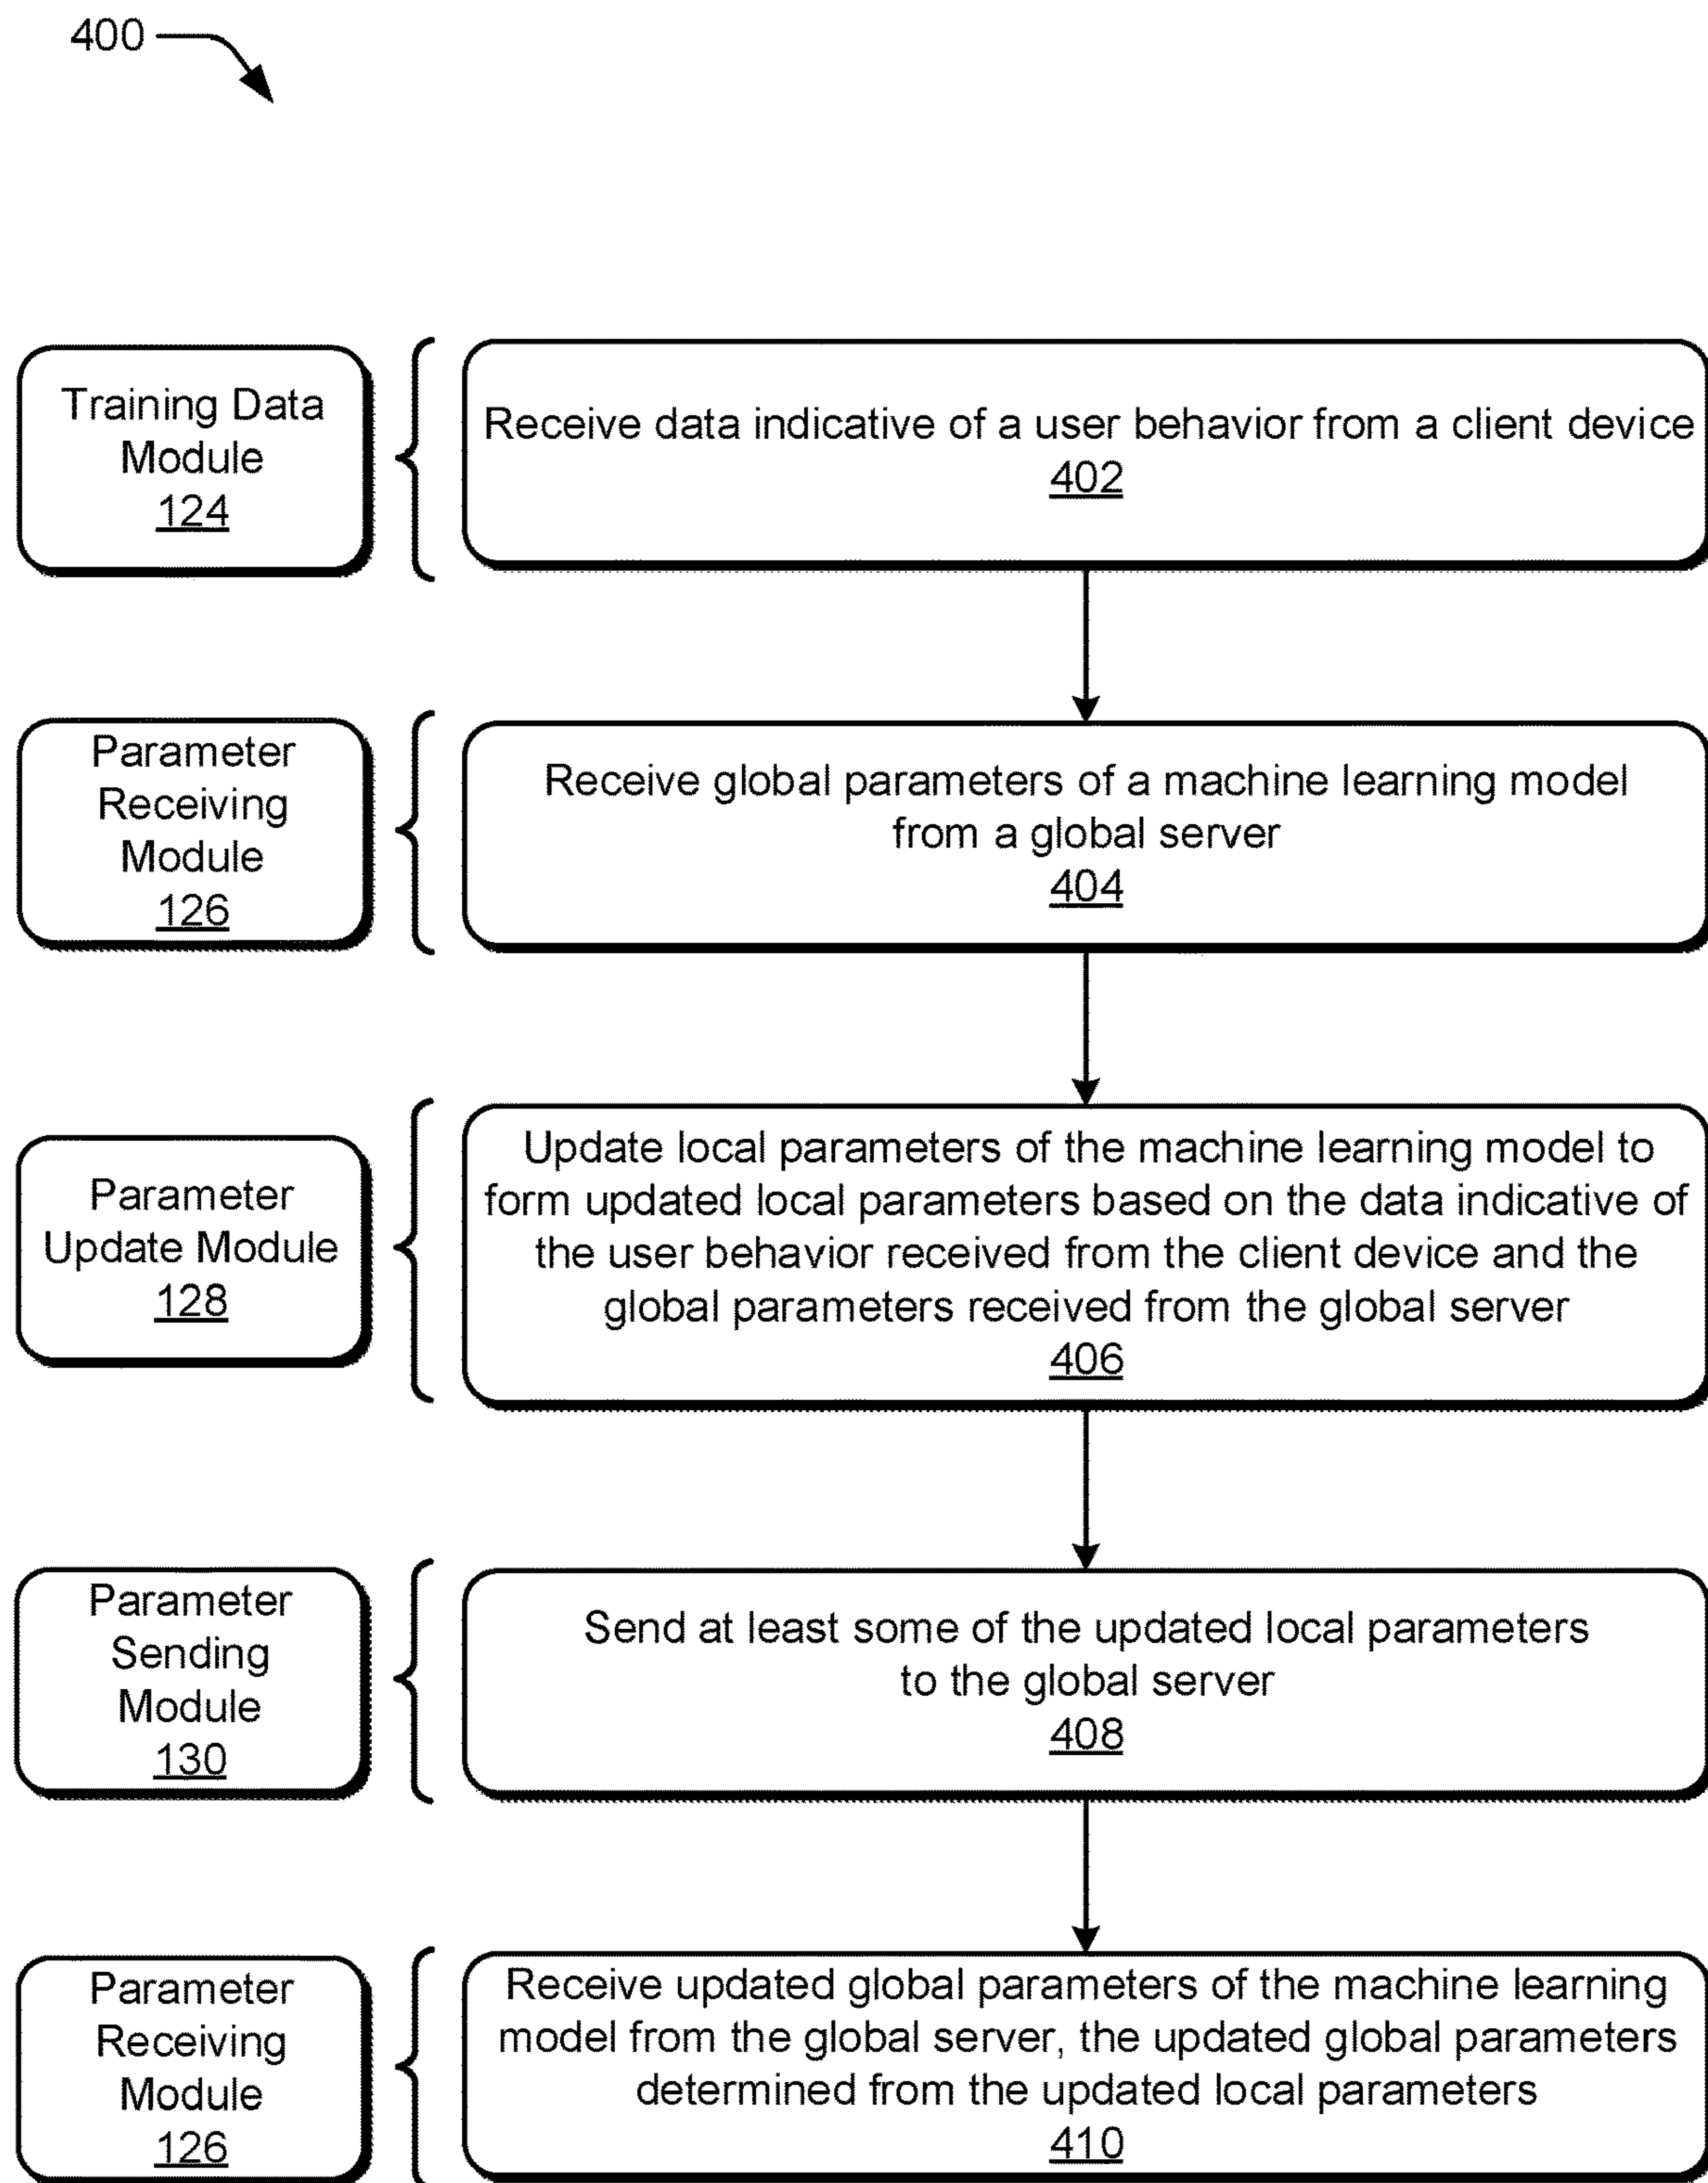 400
Training Data
Module
124
Receive data indicative of a user behavior from a client device
402
Parameter
Receiving
Module
126
Receive global parameters of a machine learning model
from a global server
404
Parameter
Update Module
128
Update local parameters of the machine learning model to
form updated local parameters based on the data indicative of
the user behavior received from the client device and the
global parameters received from the global server
406
Parameter
Sending
Module
130
Send at least some of the updated local parameters
to the global server
408
Parameter
Receiving
Module
126
Receive updated global parameters of the machine learning
model from the global server, the updated global parameters
determined from the updated local parameters
410